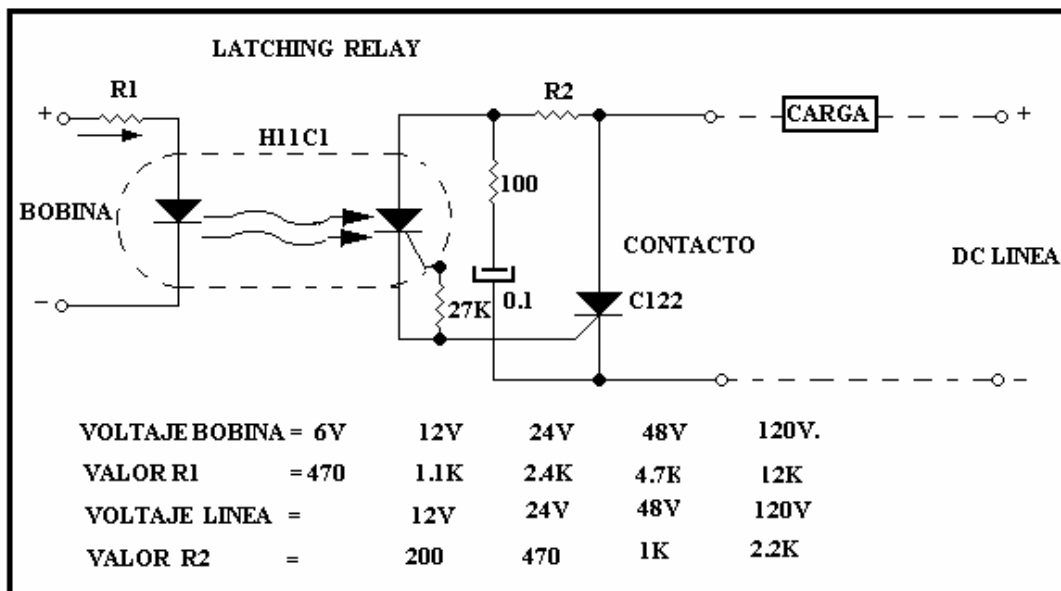 LATCHING RELAY
R1
R2
CARGA
+
+
H11C1
100
BOBINA
CONTACTO
DC LINEA
C122
0.1
27K
-
-
VOLTAJE BOBINA = 6V 12V 24V 48V 120V.
VALOR R1 = 470 1.1K 2.4K 4.7K 12K
VOLTAJE LINEA = 12V 24V 48V 120V
VALOR R2 = 200 470 1K 2.2K